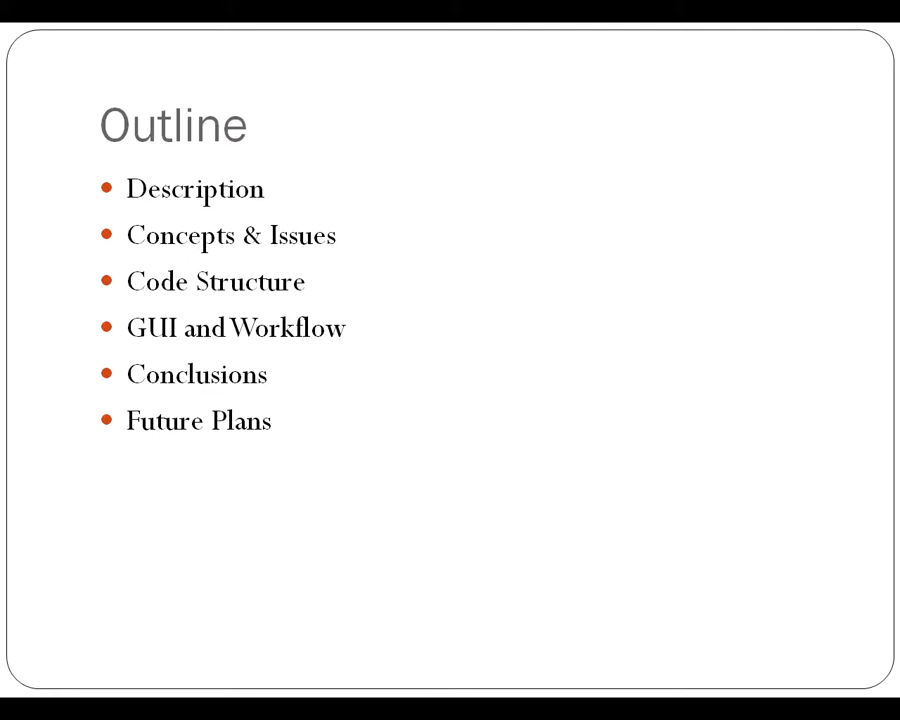 Outline
Description
Concepts & Issues
Code Structure
GUI and Workflow
Conclusions
Future Plans